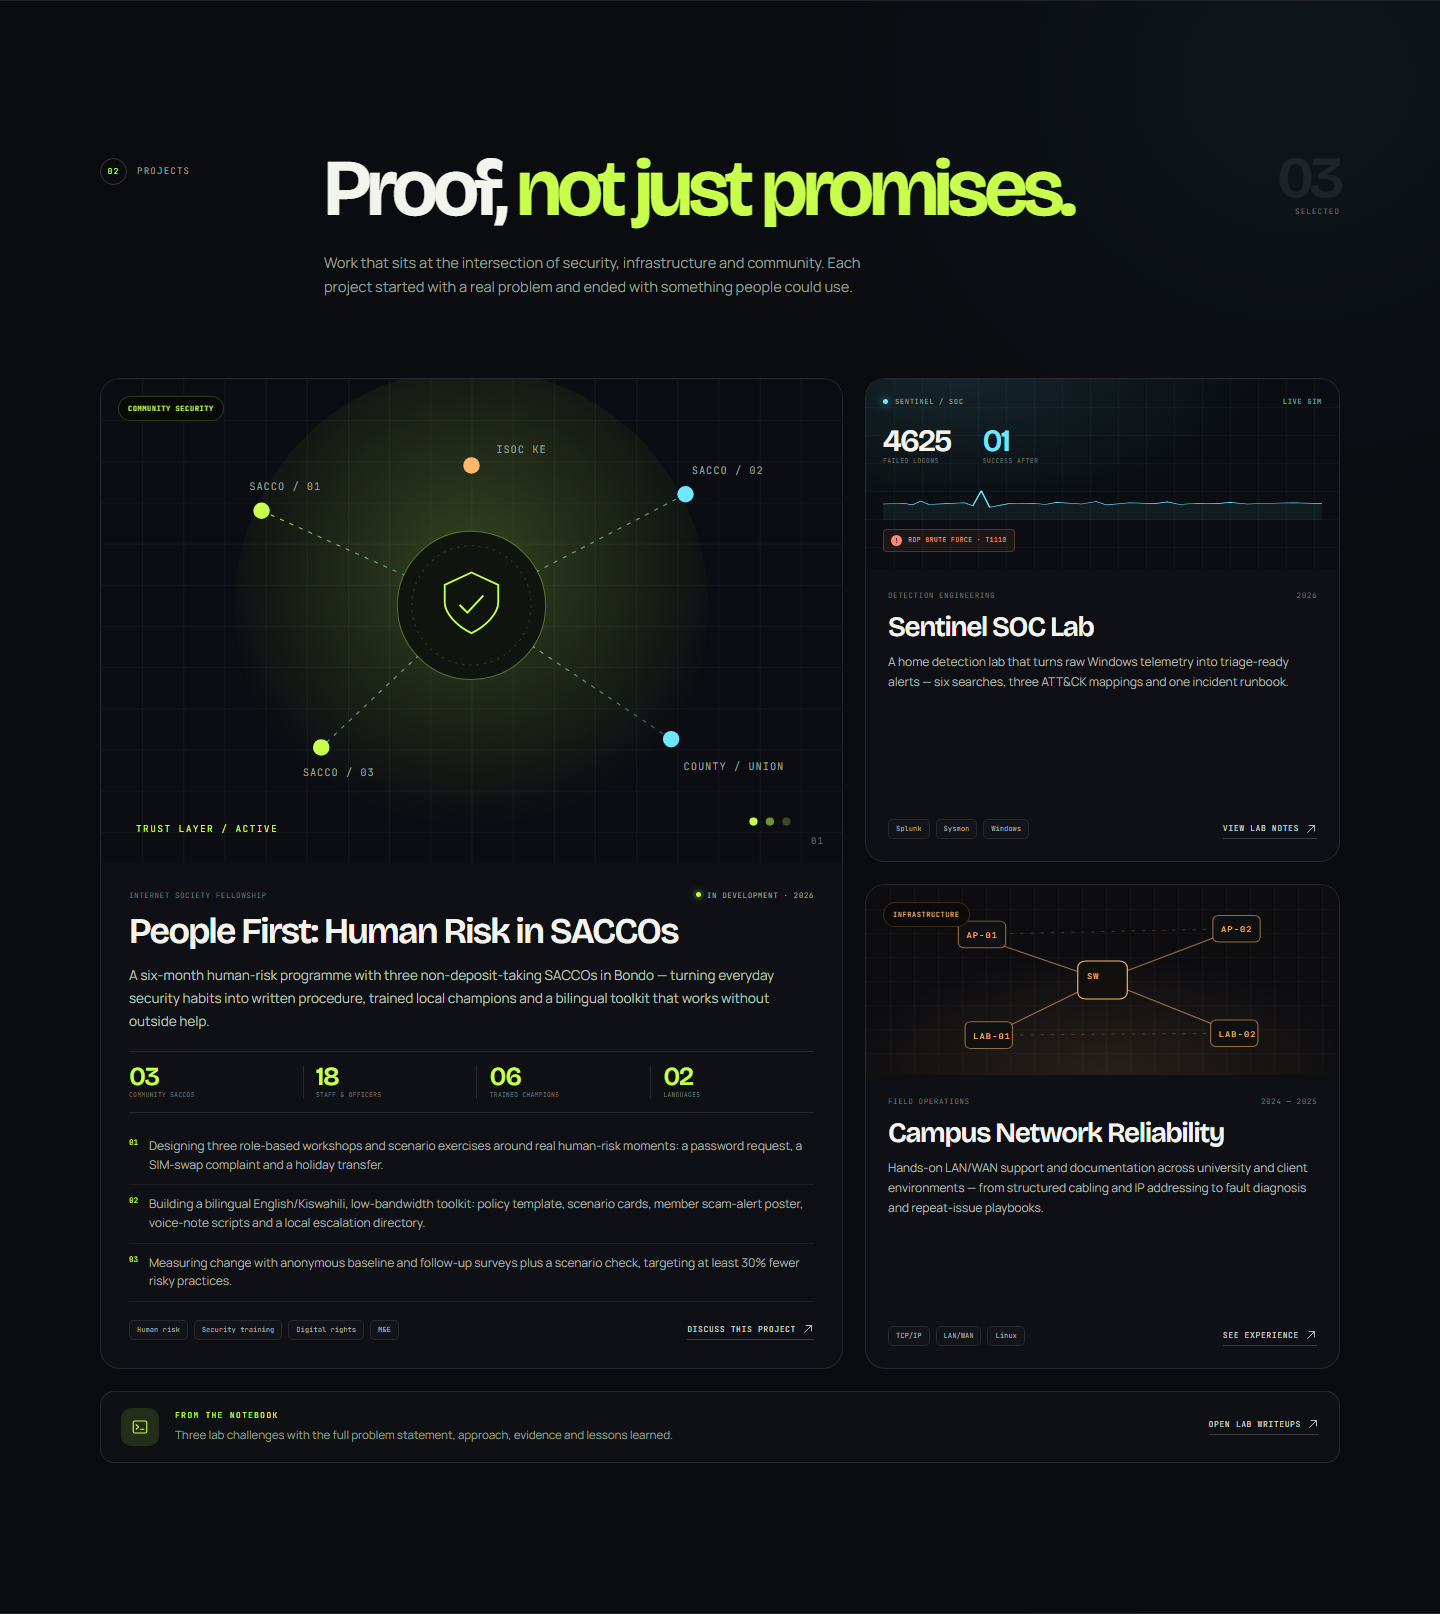 02 PROJECTS
Proof, not just promises.
03
SELECTED
Work that sits at the intersection of security, infrastructure and community. Each
project started with a real problem and ended with something people could use.
COMMUNITY SECURITY
ISOC KE
SACCO / 01
SACCO / 02
SACCO / 03
COUNTY / UNION
TRUST LAYER / ACTIVE
01
INTERNET SOCIETY FELLOWSHIP
IN DEVELOPMENT · 2026
People First: Human Risk in SACCOs
A six-month human-risk programme with three non-deposit-taking SACCOs in Bondo — turning everyday
security habits into written procedure, trained local champions and a bilingual toolkit that works without
outside help.
03
COMMUNITY SACCOS
18
STAFF & OFFICERS
06
TRAINED CHAMPIONS
02
LANGUAGES
01 Designing three role-based workshops and scenario exercises around real human-risk moments: a password request, a
SIM-swap complaint and a holiday transfer.
02 Building a bilingual English/Kiswahili, low-bandwidth toolkit: policy template, scenario cards, member scam-alert poster,
voice-note scripts and a local escalation directory.
03 Measuring change with anonymous baseline and follow-up surveys plus a scenario check, targeting at least 30% fewer
risky practices.
Human risk Security training Digital rights M&E
DISCUSS THIS PROJECT
SENTINEL / SOC
LIVE SIM
4625
FAILED LOGONS
01
SUCCESS AFTER
! RDP BRUTE FORCE · T1110
DETECTION ENGINEERING
2026
Sentinel SOC Lab
A home detection lab that turns raw Windows telemetry into triage-ready
alerts — six searches, three ATT&CK mappings and one incident runbook.
Splunk Sysmon Windows
VIEW LAB NOTES
INFRASTRUCTURE
AP-01
AP-02
SW
LAB-01
LAB-02
FIELD OPERATIONS
2024 — 2025
Campus Network Reliability
Hands-on LAN/WAN support and documentation across university and client
environments — from structured cabling and IP addressing to fault diagnosis
and repeat-issue playbooks.
TCP/IP LAN/WAN Linux
SEE EXPERIENCE
FROM THE NOTEBOOK
Three lab challenges with the full problem statement, approach, evidence and lessons learned.
OPEN LAB WRITEUPS